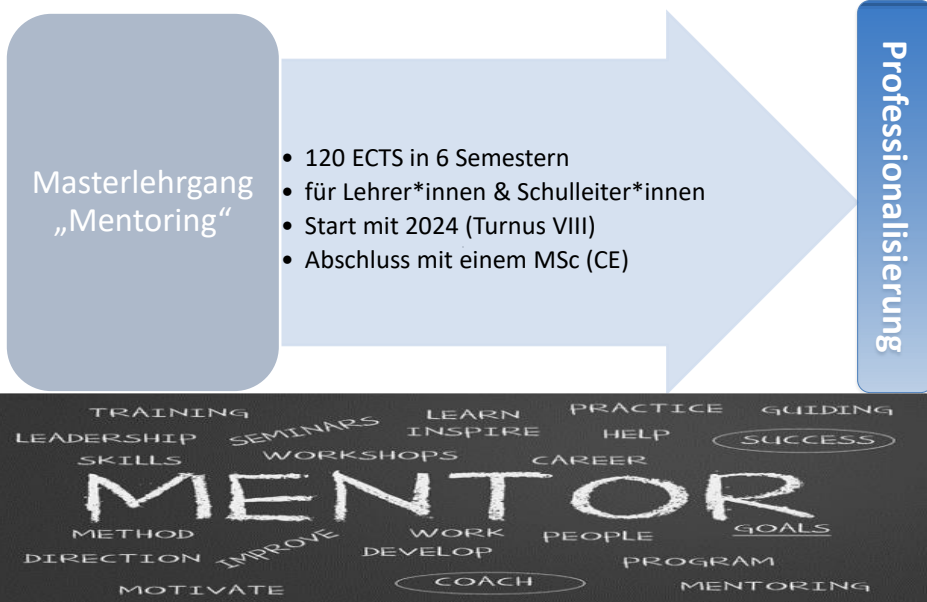 Masterlehrgang
„Mentoring“
• 120 ECTS in 6 Semestern
• für Lehrer*innen & Schulleiter*innen
• Start mit 2024 (Turnus VIII)
• Abschluss mit einem MSc (CE)
Professionalisierung
TRAINING LEARN PRACTICE GUIDING
LEADERSHIP SEMINARS INSPIRE HELP SUCCESS
SKILLS WORKSHOPS CAREER
MENTOR
METHOD WORK PEOPLE GOALS
DIRECTION IMPROVE DEVELOP PROGRAM
MOTIVATE COACH MENTORING